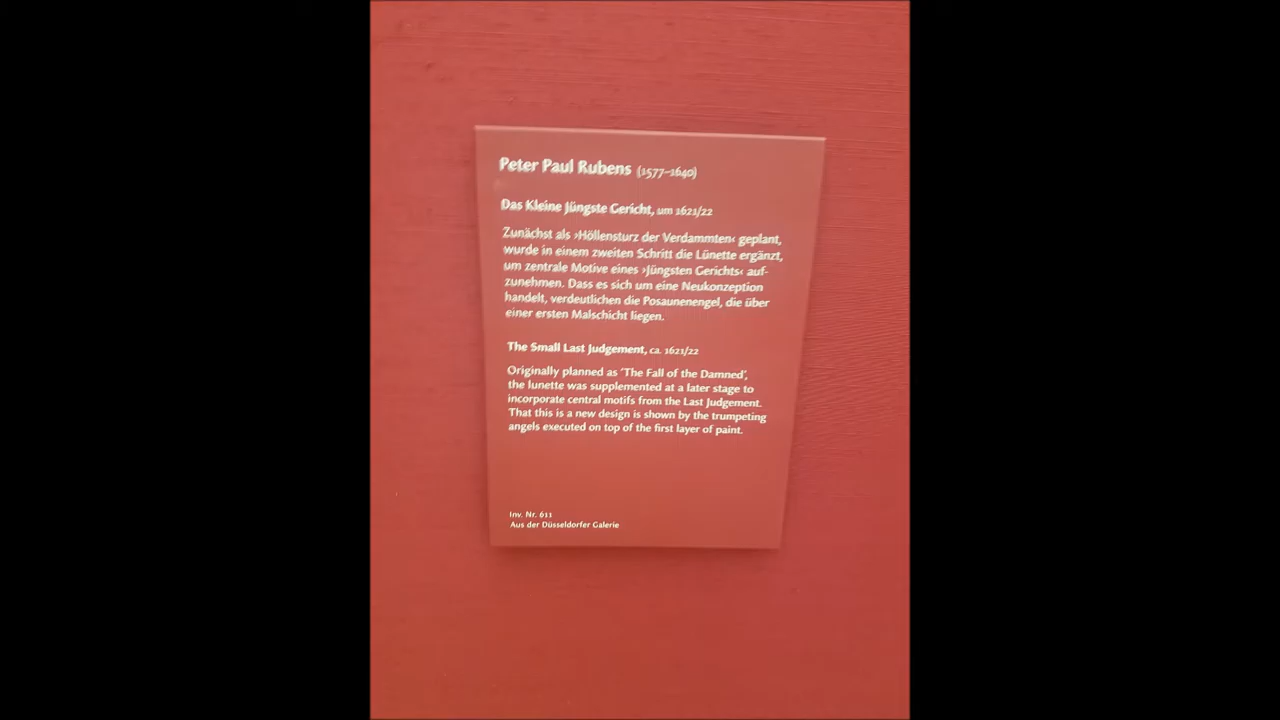 Peter Paul Rubens (1577–1640)
Das Kleine Jüngste Gericht, um 1621/22
Zunächst als ›Höllensturz der Verdammten‹ geplant,
wurde in einem zweiten Schritt die Lünette ergänzt,
um zentrale Motive eines ›Jüngsten Gerichts‹ auf-
zunehmen. Dass es sich um eine Neukonzeption
handelt, verdeutlichen die Posaunenengel, die über
einer ersten Malschicht liegen.
The Small Last Judgement, ca. 1621/22
Originally planned as ‘The Fall of the Damned’,
the lunette was supplemented at a later stage to
incorporate central motifs from the Last Judgement.
That this is a new design is shown by the trumpeting
angels executed on top of the first layer of paint.
Inv. Nr. 611
Aus der Düsseldorfer Galerie